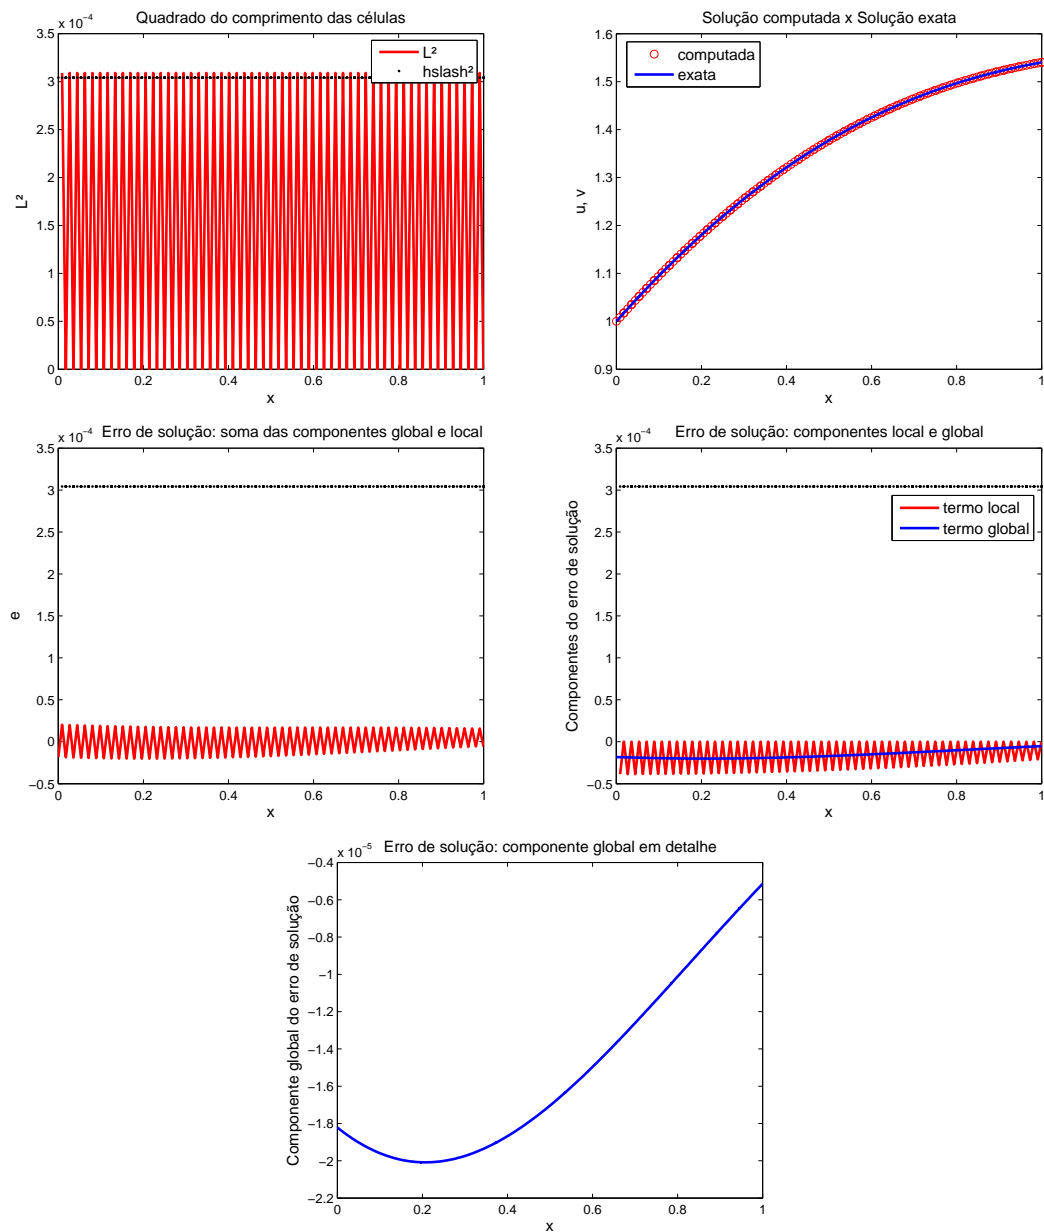 Quadrado do comprimento das células
x 10⁻⁴
3.5
3
2.5
2
1.5
1
0.5
0
L²
L²
hslash²
0 0.2 0.4 0.6 0.8 1
x
Solução computada x Solução exata
1.6
1.5
1.4
1.3
1.2
1.1
1
0.9
u, v
computada
exata
0 0.2 0.4 0.6 0.8 1
x
Erro de solução: soma das componentes global e local
x 10⁻⁴
3.5
3
2.5
2
1.5
1
0.5
0
−0.5
e
0 0.2 0.4 0.6 0.8 1
x
Erro de solução: componentes local e global
x 10⁻⁴
3.5
3
2.5
2
1.5
1
0.5
0
−0.5
Componentes do erro de solução
termo local
termo global
0 0.2 0.4 0.6 0.8 1
x
Erro de solução: componente global em detalhe
x 10⁻⁵
−0.4
−0.6
−0.8
−1
−1.2
−1.4
−1.6
−1.8
−2
−2.2
Componente global do erro de solução
0 0.2 0.4 0.6 0.8 1
x